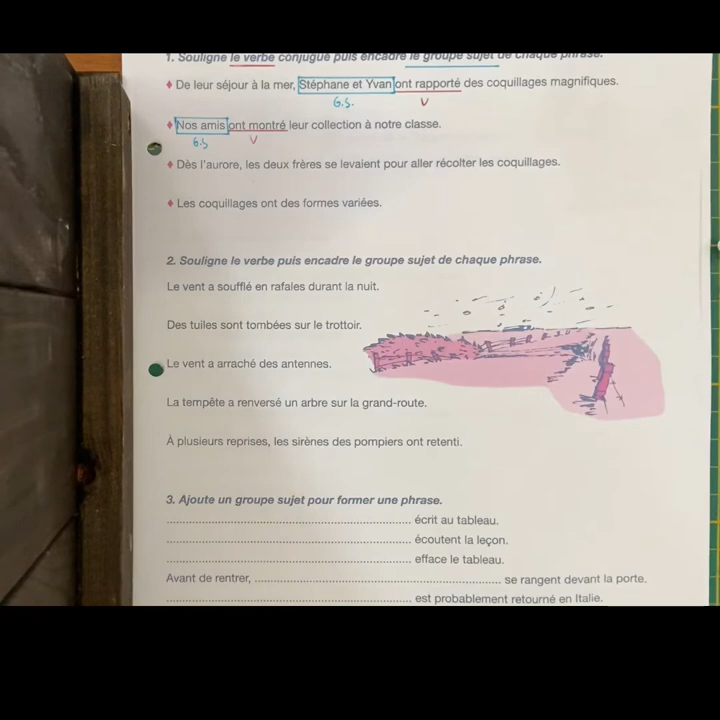 1. Souligne le verbe conjugué puis encadre le groupe sujet de chaque phrase.
♦ De leur séjour à la mer, Stéphane et Yvan ont rapporté des coquillages magnifiques.
G.S. V
♦ Nos amis ont montré leur collection à notre classe.
G.S V
♦ Dès l'aurore, les deux frères se levaient pour aller récolter les coquillages.
♦ Les coquillages ont des formes variées.
2. Souligne le verbe puis encadre le groupe sujet de chaque phrase.
Le vent a soufflé en rafales durant la nuit.
Des tuiles sont tombées sur le trottoir.
Le vent a arraché des antennes.
La tempête a renversé un arbre sur la grand-route.
À plusieurs reprises, les sirènes des pompiers ont retenti.
3. Ajoute un groupe sujet pour former une phrase.
............................................................. écrit au tableau.
............................................................. écoutent la leçon.
............................................................. efface le tableau.
Avant de rentrer, ............................................................. se rangent devant la porte.
............................................................. est probablement retourné en Italie.